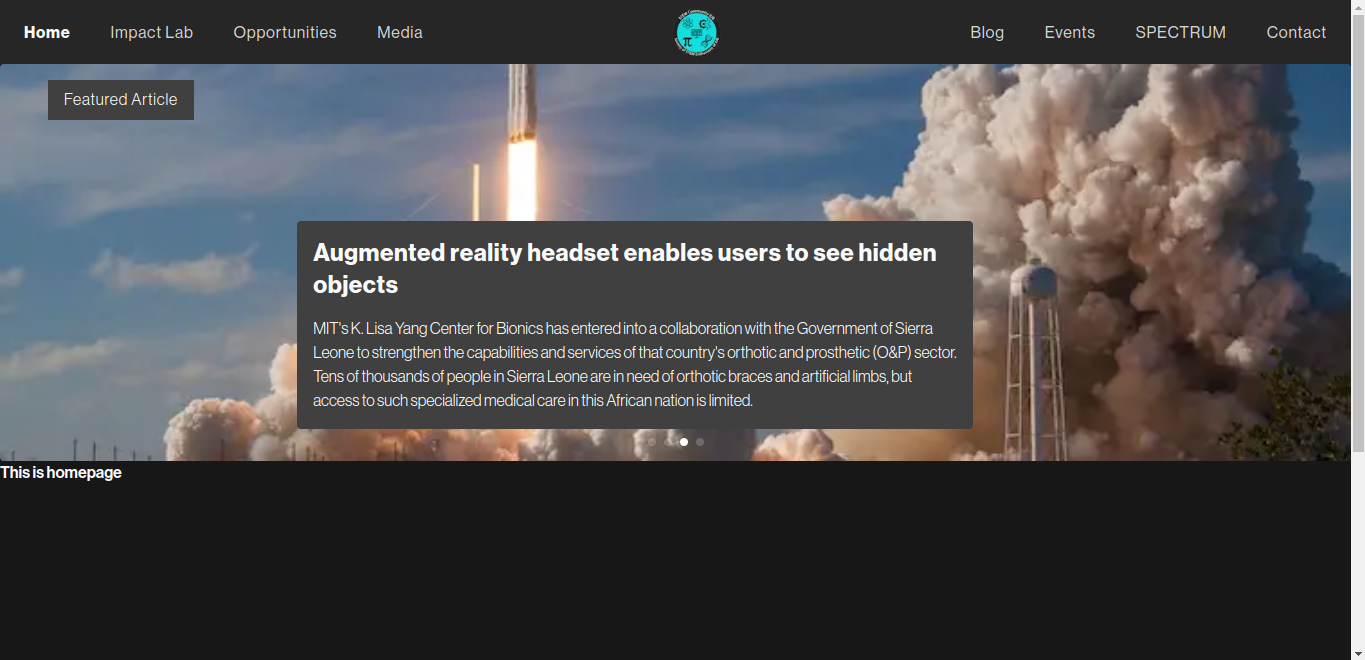 Home Impact Lab Opportunities Media Blog Events SPECTRUM Contact
Featured Article
Augmented reality headset enables users to see hidden
objects
MIT's K. Lisa Yang Center for Bionics has entered into a collaboration with the Government of Sierra
Leone to strengthen the capabilities and services of that country's orthotic and prosthetic (O&P) sector.
Tens of thousands of people in Sierra Leone are in need of orthotic braces and artificial limbs, but
access to such specialized medical care in this African nation is limited.
This is homepage